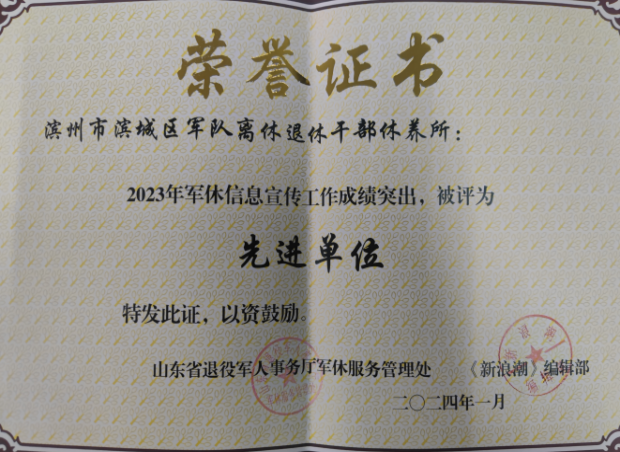 荣誉证书
滨州市滨城区军队离休退休干部休养所：
2023年军休信息宣传工作成绩突出，被评为
先进单位
特发此证，以资鼓励。
山东省退役军人事务厅军休服务管理处 《新浪潮》编辑部
二〇二四年一月